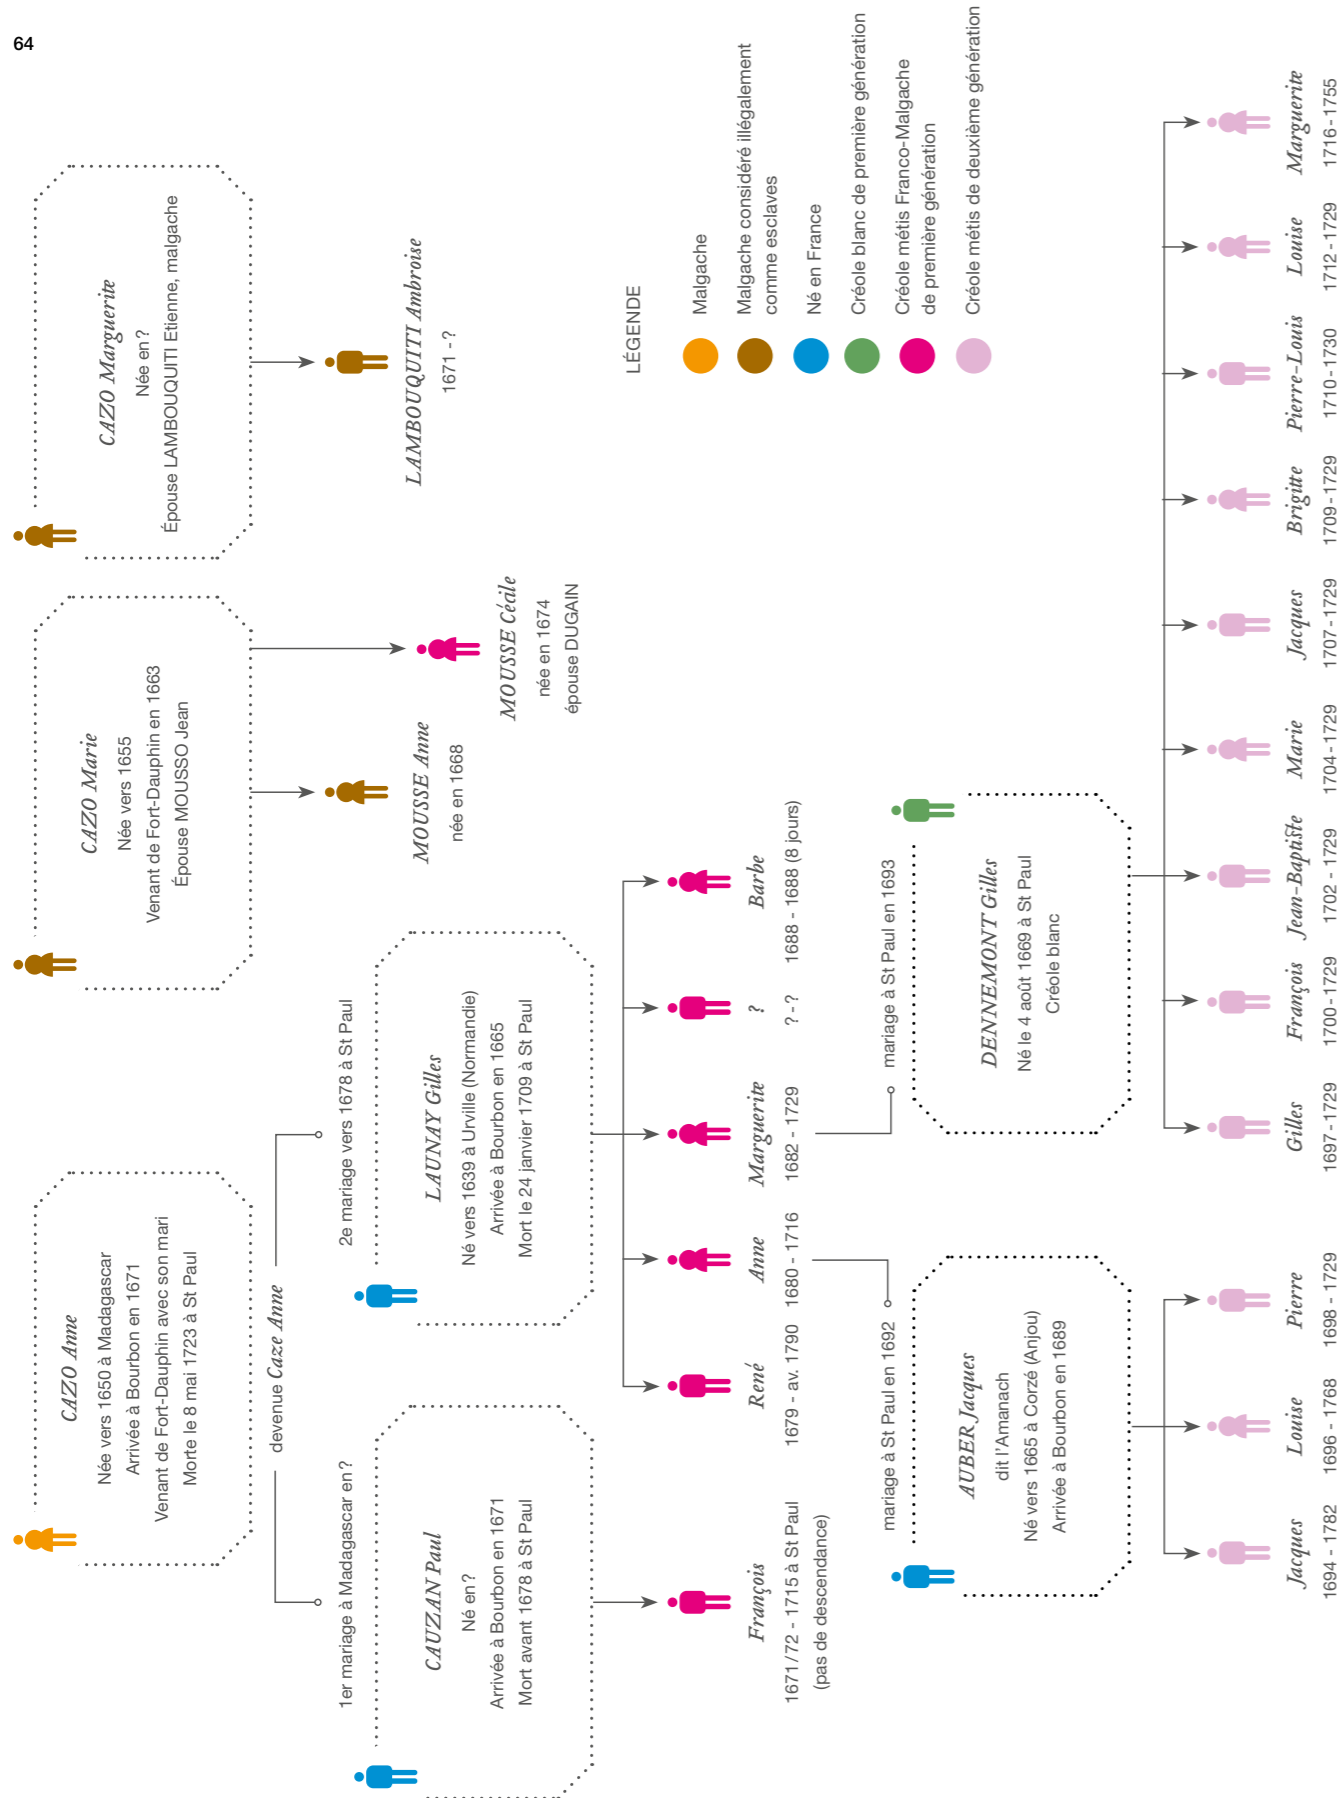 64
CAZO Anne
Née vers 1650 à Madagascar
Arrivée à Bourbon en 1671
Venant de Fort-Dauphin avec son mari
Morte le 8 mai 1723 à St Paul
CAZO Marie
Née vers 1655
Venant de Fort-Dauphin en 1663
Épouse MOUSSO Jean
CAZO Marguerite
Née en ?
Épouse LAMBOUQUITI Etienne, malgache
devenue Caze Anne
1er mariage à Madagascar en ?
2e mariage vers 1678 à St Paul
MOUSSE Anne
née en 1668
MOUSSE Cécile
née en 1674
épouse DUGAIN
LAMBOUQUITI Ambroise
1671 - ?
CAUZAN Paul
Né en ?
Arrivée à Bourbon en 1671
Mort avant 1678 à St Paul
LAUNAY Gilles
Né vers 1639 à Urville (Normandie)
Arrivée à Bourbon en 1665
Mort le 24 janvier 1709 à St Paul
LÉGENDE
Malgache
Malgache considéré illégalement
comme esclaves
Né en France
Créole blanc de première génération
Créole métis Franco-Malgache
de première génération
Créole métis de deuxième génération
François
1671/72 - 1715 à St Paul
(pas de descendance)
René
1679 - av. 1790
Anne
1680 - 1716
Marguerite
1682 - 1729
?
? - ?
Barbe
1688 - 1688 (8 jours)
mariage à St Paul en 1692
mariage à St Paul en 1693
AUBER Jacques
dit l'Amanach
Né vers 1665 à Corzé (Anjou)
Arrivée à Bourbon en 1689
DENNEMONT Gilles
Né le 4 août 1669 à St Paul
Créole blanc
Jacques
1694 - 1782
Louise
1696 - 1768
Pierre
1698 - 1729
Gilles
1697 - 1729
François
1700 - 1729
Jean-Baptiste
1702 - 1729
Marie
1704 - 1729
Jacques
1707 - 1729
Brigitte
1709 - 1729
Pierre-Louis
1710 - 1730
Louise
1712 - 1729
Marguerite
1716 - 1755